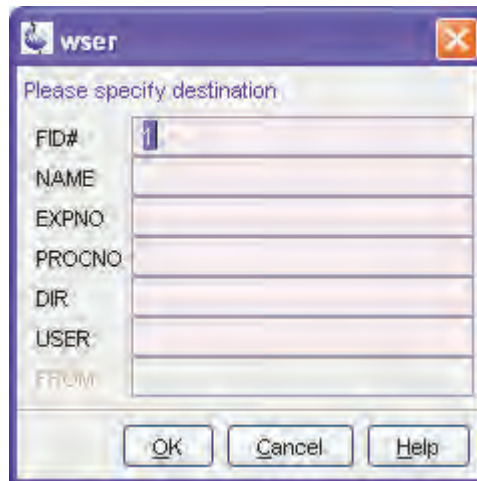 wser
Please specify destination
FID# 1
NAME
EXPNO
PROCNO
DIR
USER
FROM
OK Cancel Help